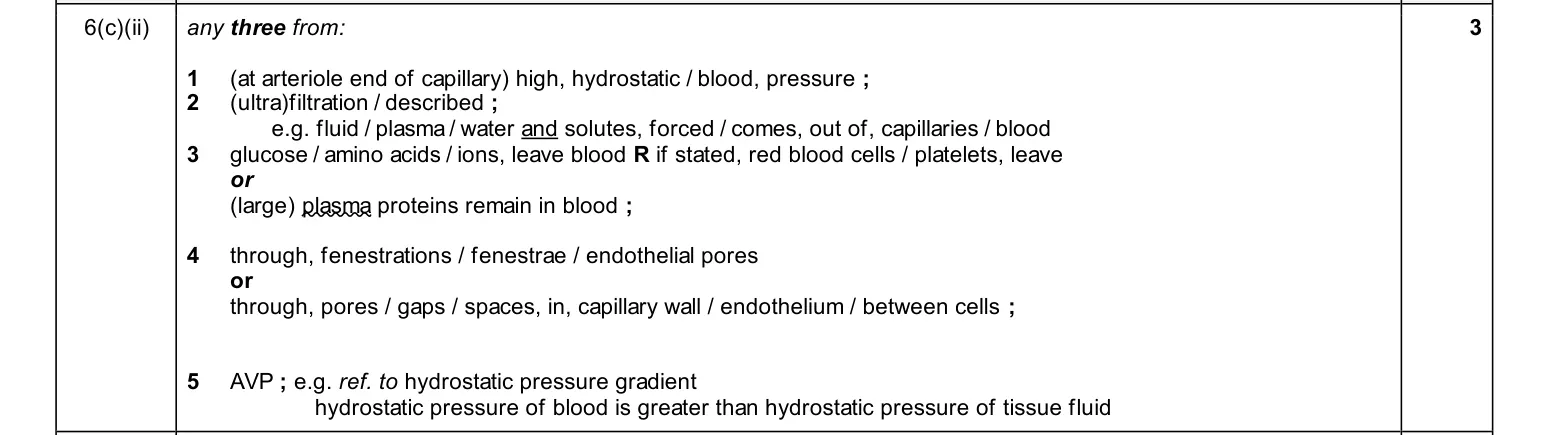 6(c)(ii) any three from: 3
1 (at arteriole end of capillary) high, hydrostatic / blood, pressure ;
2 (ultra)filtration / described ;
e.g. fluid / plasma / water and solutes, forced / comes, out of, capillaries / blood
3 glucose / amino acids / ions, leave blood R if stated, red blood cells / platelets, leave
or
(large) plasma proteins remain in blood ;
4 through, fenestrations / fenestrae / endothelial pores
or
through, pores / gaps / spaces, in, capillary wall / endothelium / between cells ;
5 AVP ; e.g. ref. to hydrostatic pressure gradient
hydrostatic pressure of blood is greater than hydrostatic pressure of tissue fluid